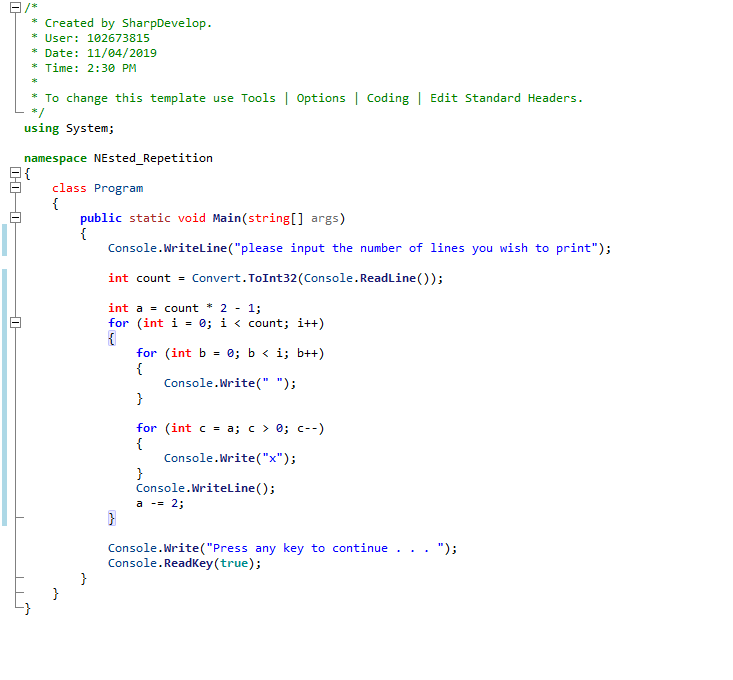 /*
 * Created by SharpDevelop.
 * User: 102673815
 * Date: 11/04/2019
 * Time: 2:30 PM
 *
 * To change this template use Tools | Options | Coding | Edit Standard Headers.
 */
using System;

namespace NEsted_Repetition
{
    class Program
    {
        public static void Main(string[] args)
        {
            Console.WriteLine("please input the number of lines you wish to print");

            int count = Convert.ToInt32(Console.ReadLine());

            int a = count * 2 - 1;
            for (int i = 0; i < count; i++)
            {
                for (int b = 0; b < i; b++)
                {
                    Console.Write(" ");
                }

                for (int c = a; c > 0; c--)
                {
                    Console.Write("x");
                }
                Console.WriteLine();
                a -= 2;
            }

            Console.Write("Press any key to continue . . . ");
            Console.ReadKey(true);
        }
    }
}